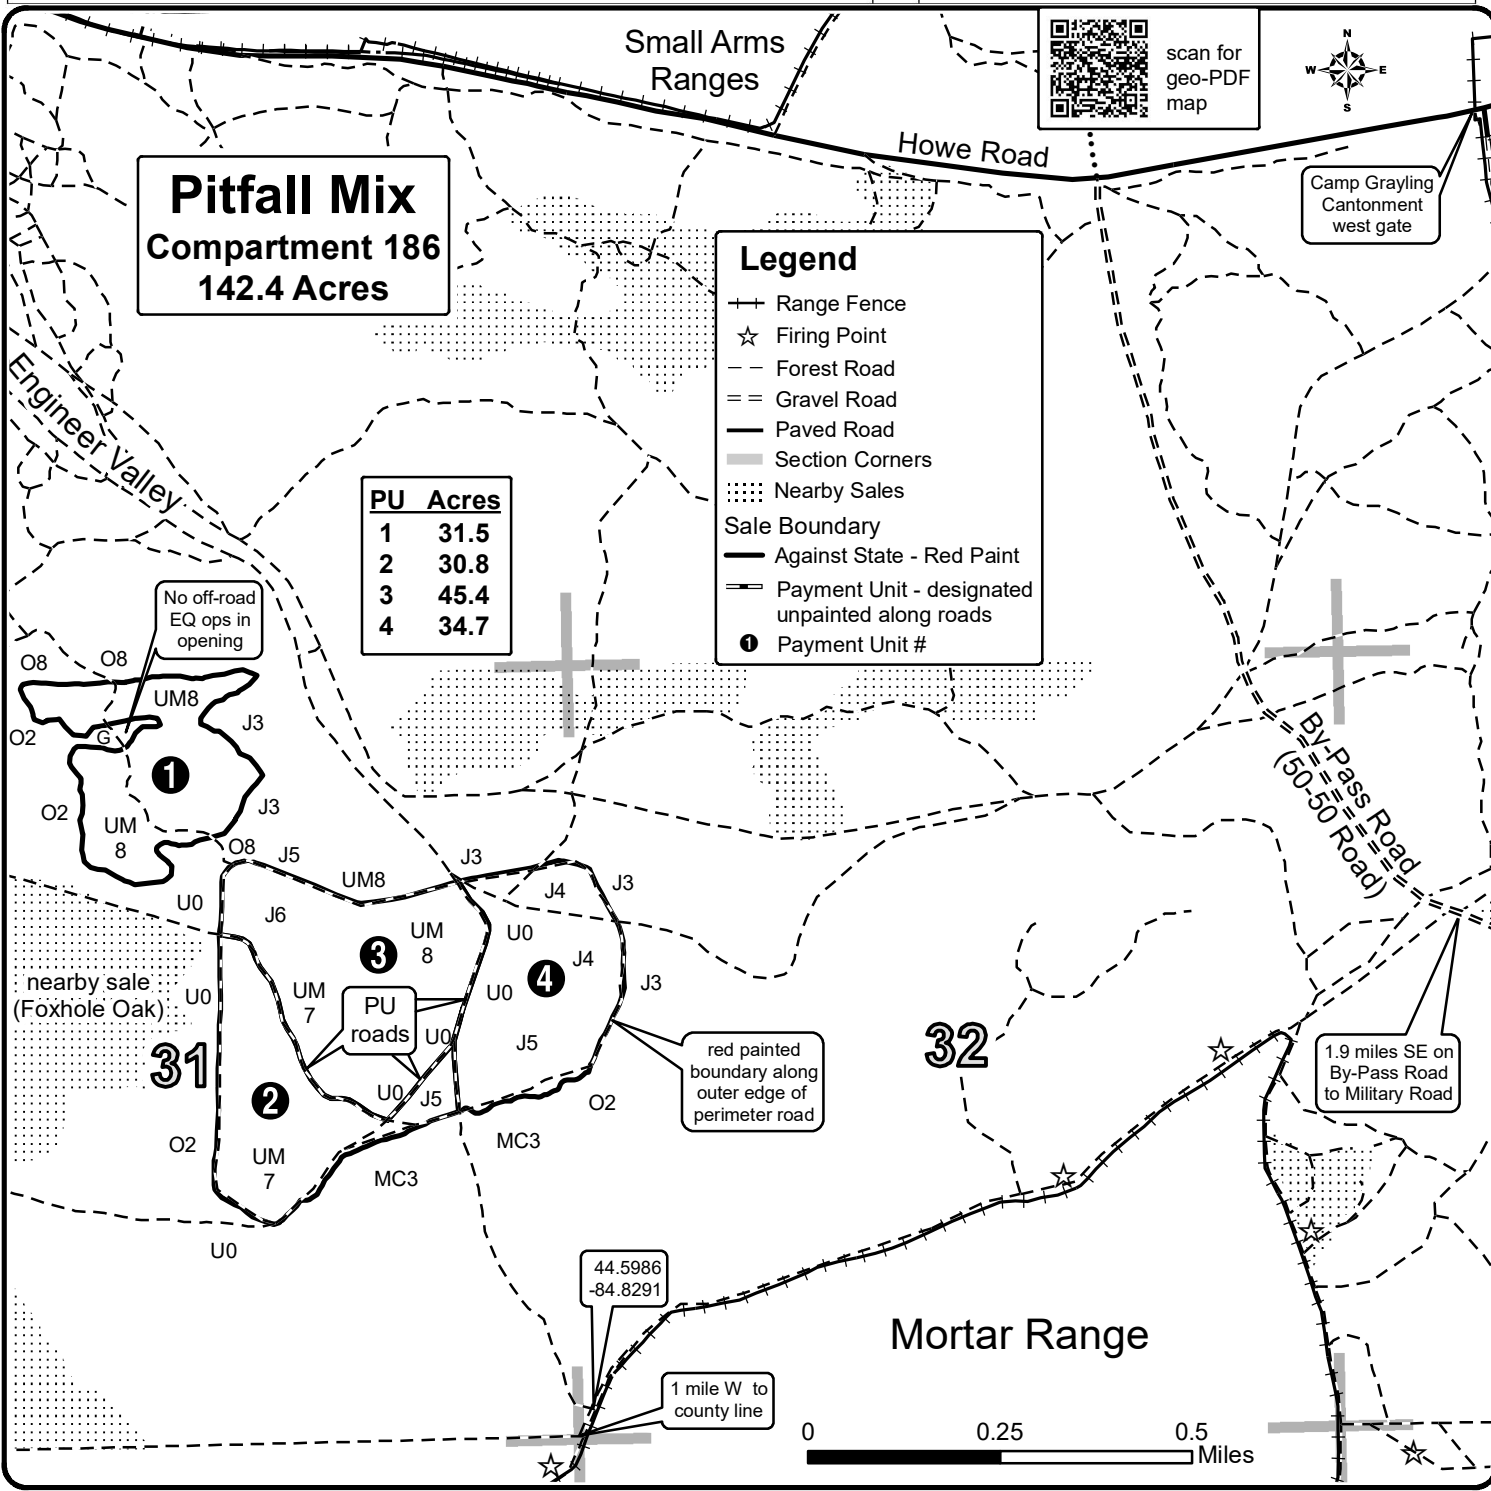 Small Arms
Ranges
scan for
geo-PDF
map
N
W
E
S
Howe Road
Camp Grayling
Cantonment
west gate
Pitfall Mix
Compartment 186
142.4 Acres
Legend
Range Fence
Firing Point
Forest Road
Gravel Road
Paved Road
Section Corners
Nearby Sales
Sale Boundary
Against State - Red Paint
Payment Unit - designated
unpainted along roads
1 Payment Unit #
Engineer Valley
PU Acres
1 31.5
2 30.8
3 45.4
4 34.7
No off-road
EQ ops in
opening
O8
O8
UM8
J3
O2
G
1
J3
O2
UM
8
O8
J5
UM8
J3
By-Pass Road
(50-50 Road)
U0
J6
J4
J3
UM
8
U0
3
J4
4
nearby sale
(Foxhole Oak)
U0
UM
7
PU
roads
U0
J3
31
U0
J5
32
red painted
boundary along
outer edge of
perimeter road
1.9 miles SE on
By-Pass Road
to Military Road
2
U0
J5
O2
O2
UM
7
MC3
MC3
U0
44.5986
-84.8291
Mortar Range
1 mile W to
county line
0 0.25 0.5
Miles